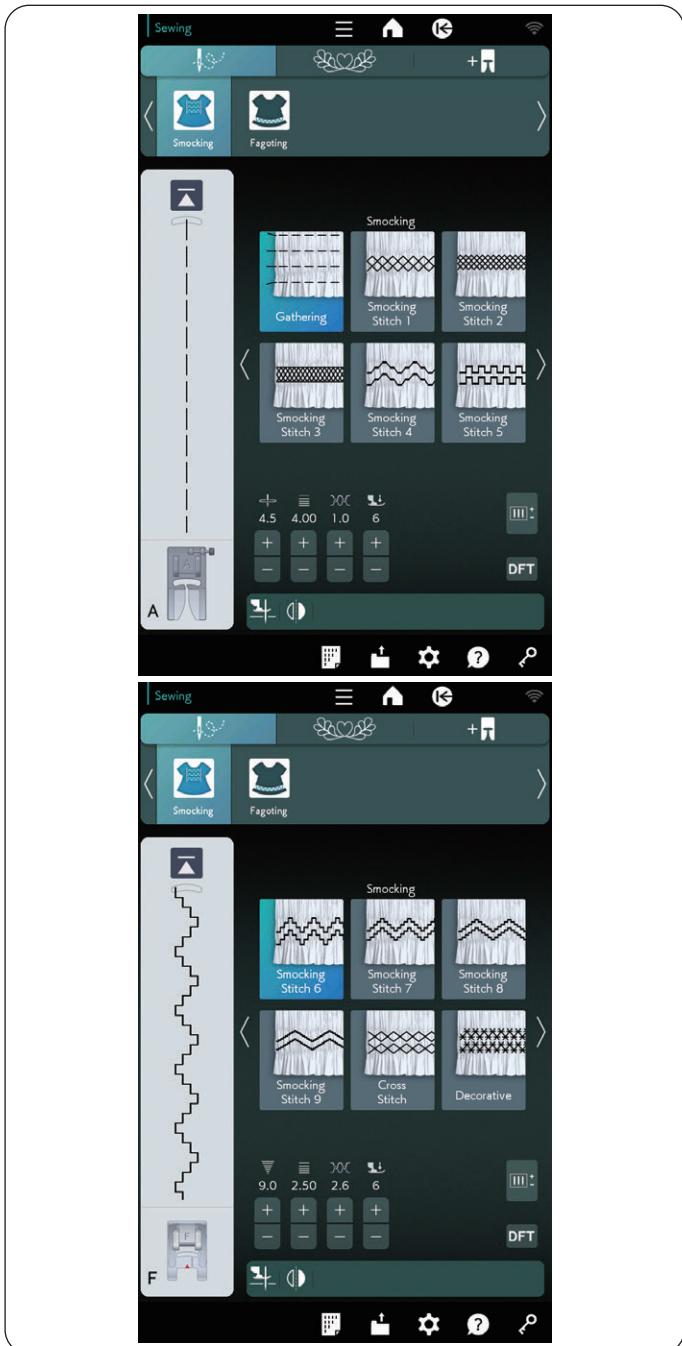 Sewing
Smocking
Fagoting
Smocking
Gathering
Smocking
Stitch 1
Smocking
Stitch 2
Smocking
Stitch 3
Smocking
Stitch 4
Smocking
Stitch 5
4.5 4.00 1.0 6
+ + + +
− − − −
DFT
A
A
?
Sewing
Smocking
Fagoting
Smocking
Smocking
Stitch 6
Smocking
Stitch 7
Smocking
Stitch 8
Smocking
Stitch 9
Cross
Stitch
Decorative
9.0 2.50 2.6 6
+ + + +
− − − −
DFT
F
F
?